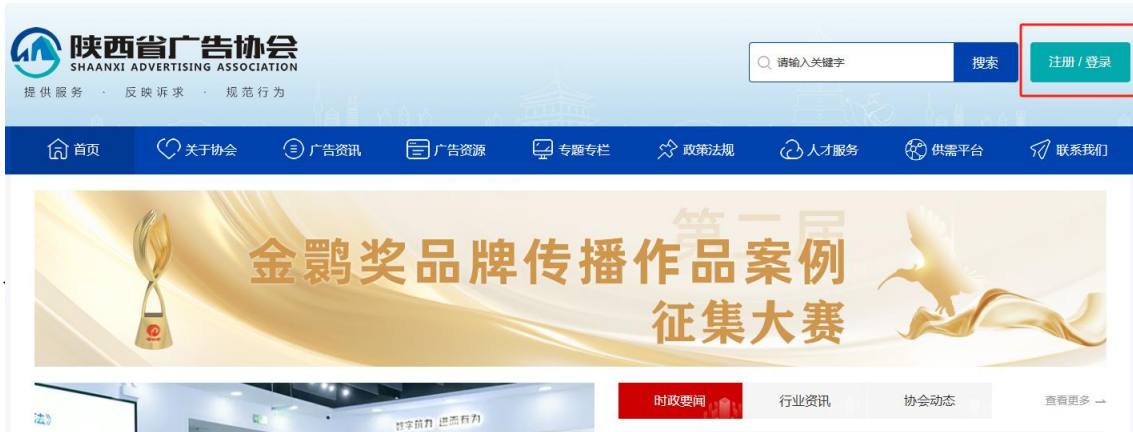 陕西省广告协会
SHAANXI ADVERTISING ASSOCIATION
提供服务 · 反映诉求 · 规范行为
请输入关键字
搜索
注册 / 登录
首页 关于协会 广告资讯 广告资源 专题专栏 政策法规 人才服务 供需平台 联系我们
第二届
金鹮奖品牌传播作品案例
征集大赛
时政要闻 行业资讯 协会动态 查看更多
法》
数字筑力 进而有为